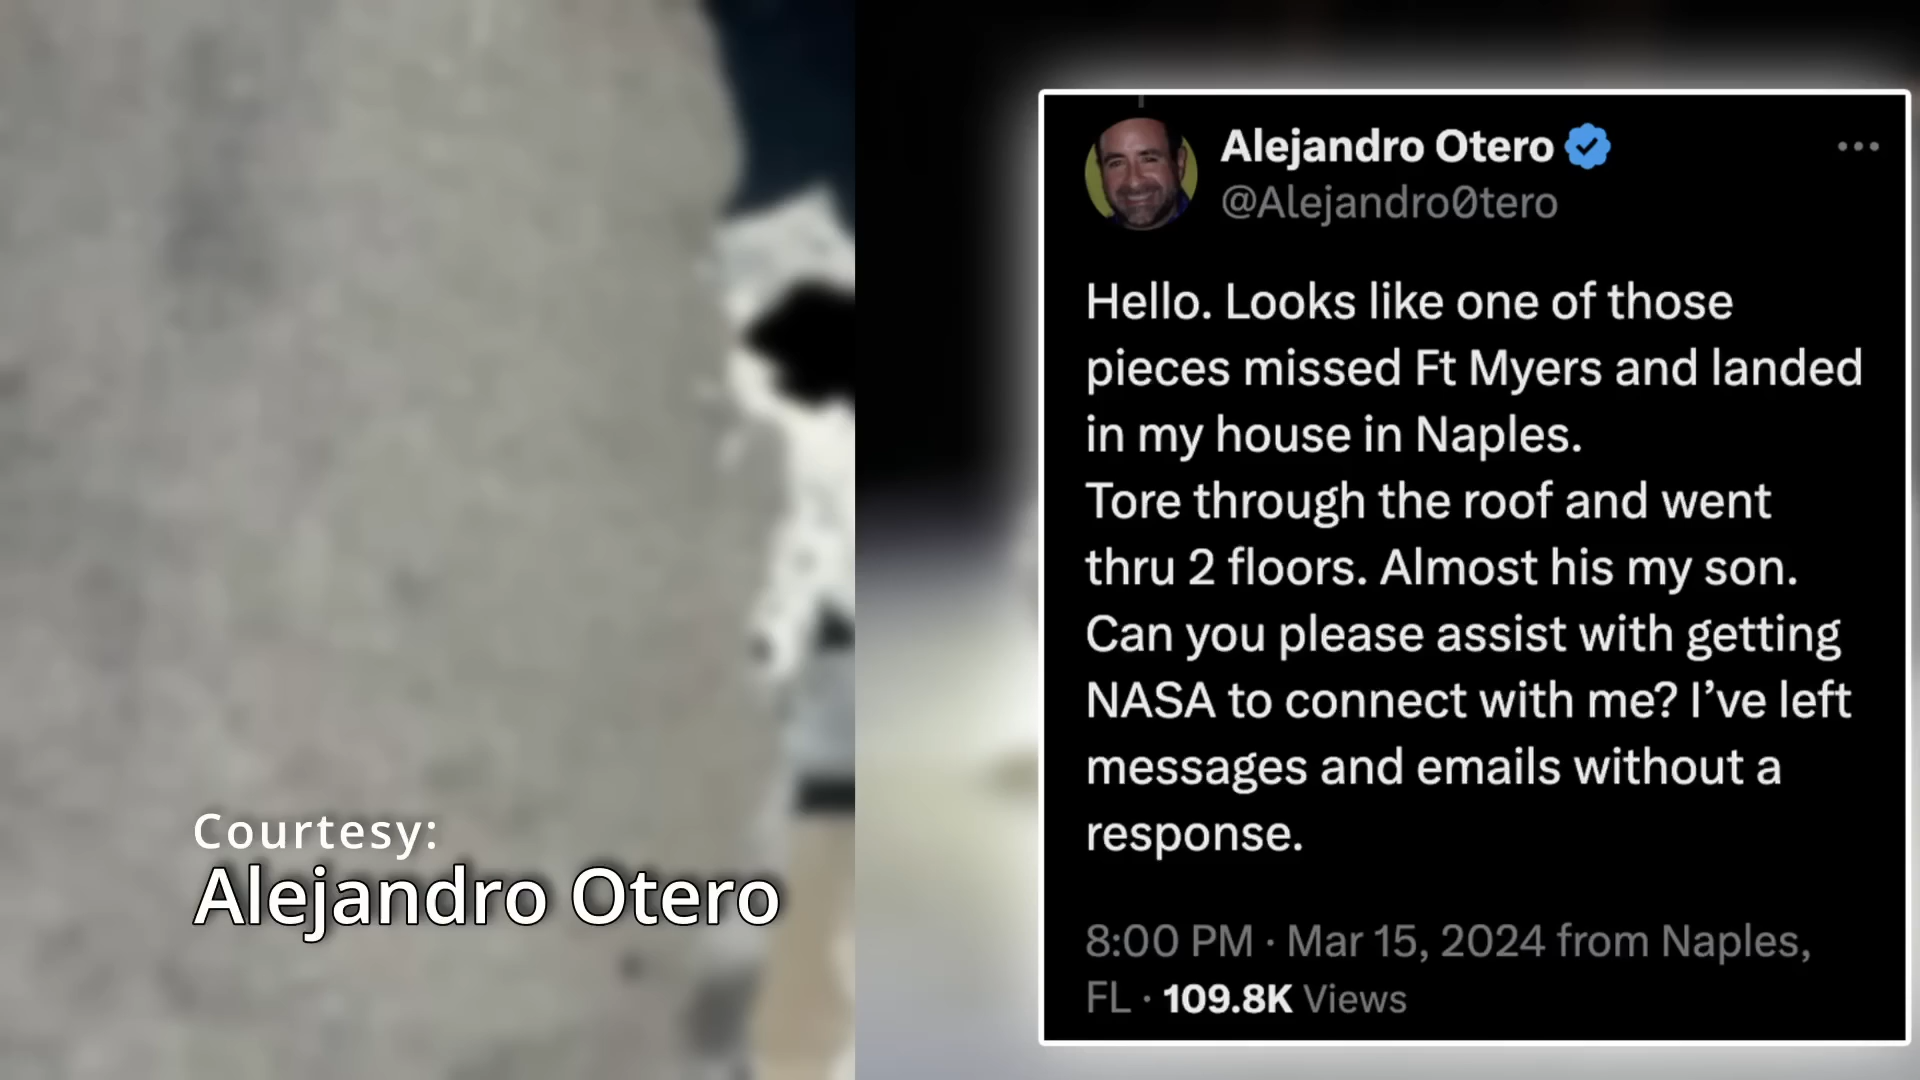 Courtesy:
Alejandro Otero
Alejandro Otero
@Alejandro0tero
Hello. Looks like one of those
pieces missed Ft Myers and landed
in my house in Naples.
Tore through the roof and went
thru 2 floors. Almost his my son.
Can you please assist with getting
NASA to connect with me? I’ve left
messages and emails without a
response.
8:00 PM · Mar 15, 2024 from Naples,
FL · 109.8K Views